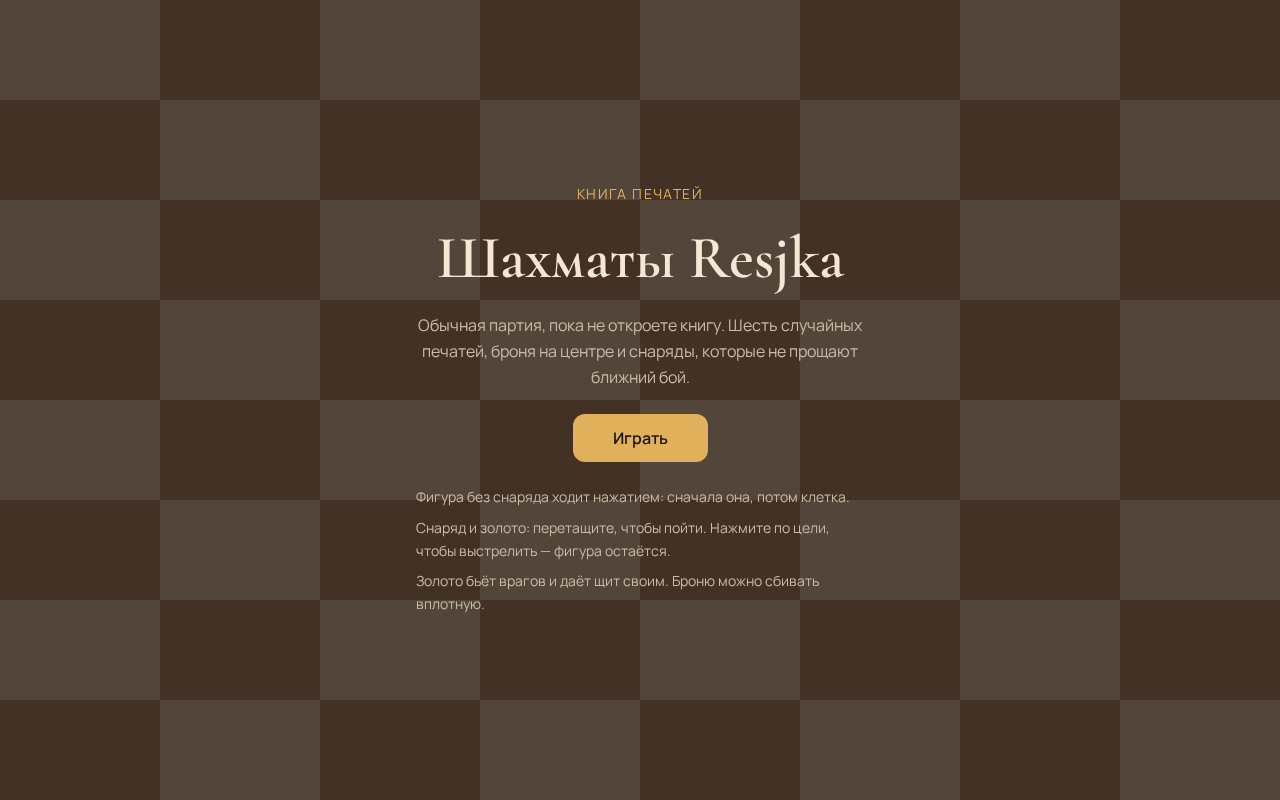 КНИГА ПЕЧАТЕЙ
Шахматы Resjka
Обычная партия, пока не откроете книгу. Шесть случайных
печатей, броня на центре и снаряды, которые не прощают
ближний бой.
Играть
Фигура без снаряда ходит нажатием: сначала она, потом клетка.
Снаряд и золото: перетащите, чтобы пойти. Нажмите по цели,
чтобы выстрелить — фигура остаётся.
Золото бьёт врагов и даёт щит своим. Броню можно сбивать
вплотную.